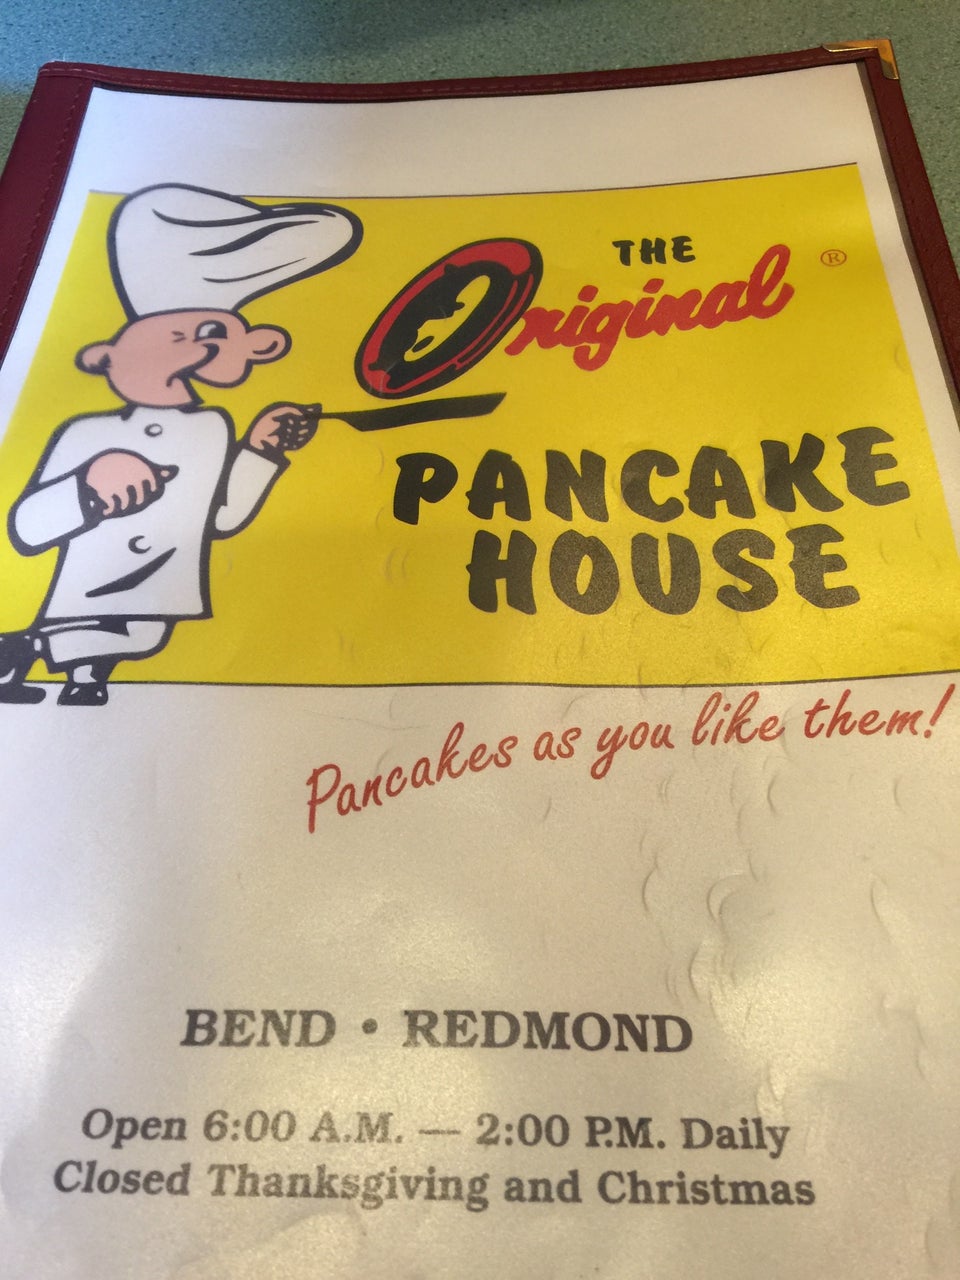 THE
Original ®
PANCAKE
HOUSE
Pancakes as you like them!
BEND • REDMOND
Open 6:00 A.M. — 2:00 P.M. Daily
Closed Thanksgiving and Christmas